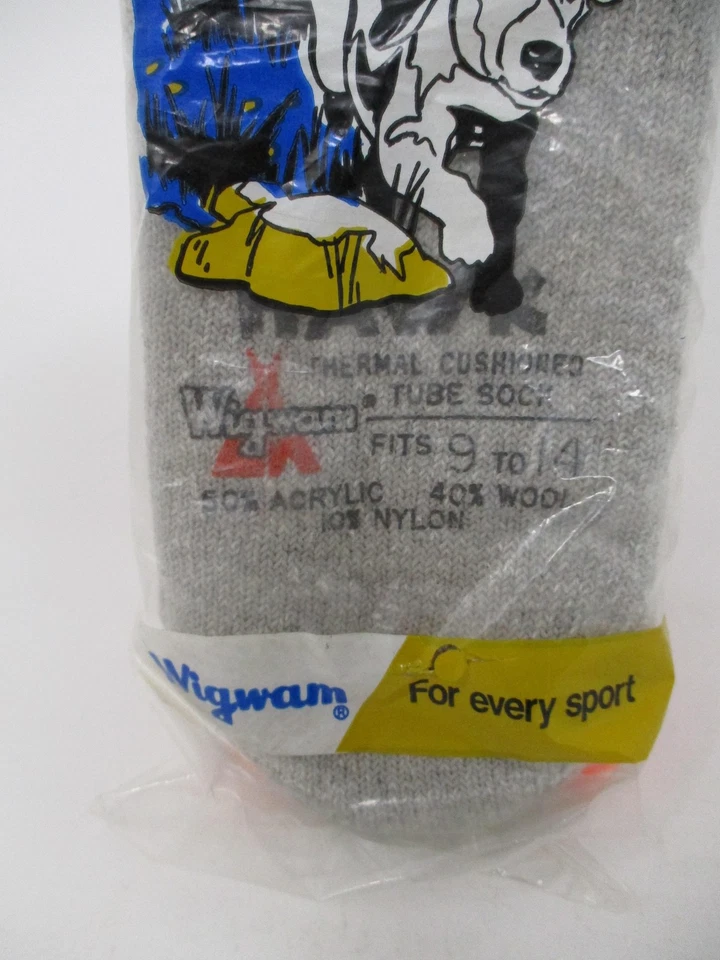 HAWK
THERMAL CUSHIONED
TUBE SOCK
Wigwam ®
FITS 9 TO 14
50% ACRYLIC 40% WOOL
10% NYLON
Wigwam®
For every sport